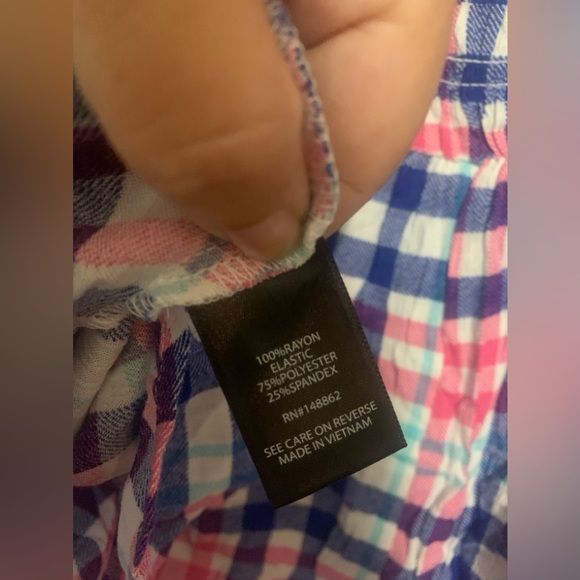 100%RAYON
ELASTIC
75%POLYESTER
25%SPANDEX
RN#148862
SEE CARE ON REVERSE
MADE IN VIETNAM